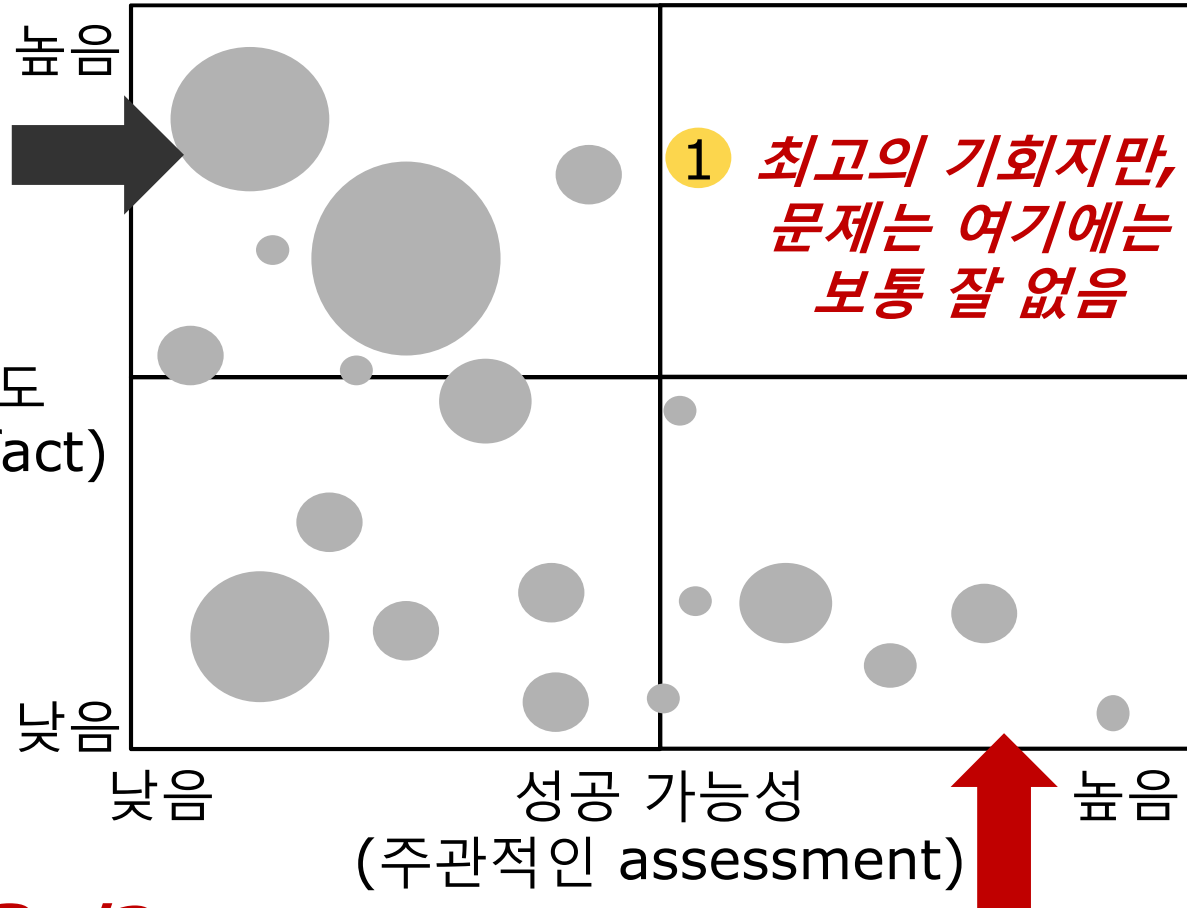 높음
1
최고의 기회지만,
문제는 여기에는
보통 잘 없음
도
act)
낮음
낮음
성공 가능성
높음
(주관적인 assessment)